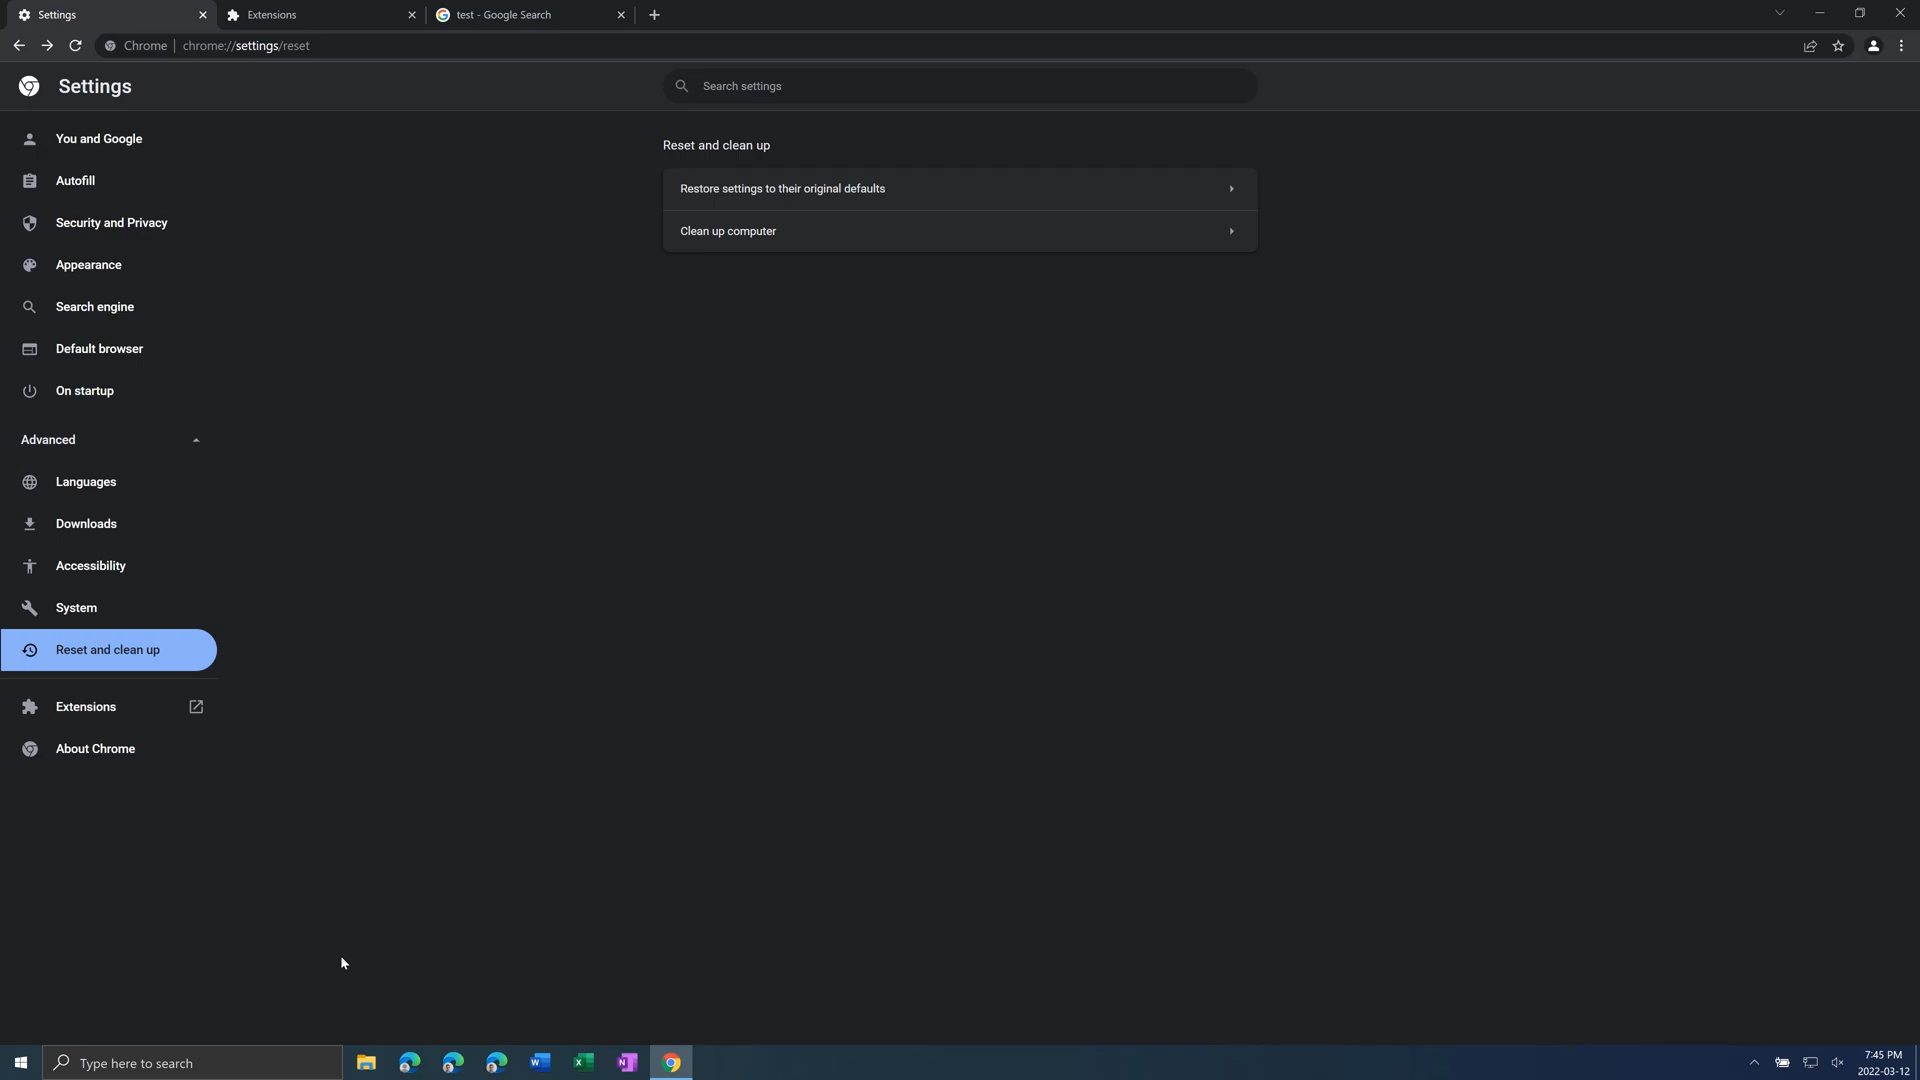 Settings
Extensions
test - Google Search
Chrome
chrome://settings/reset
Settings
Search settings
You and Google
Autofill
Security and Privacy
Appearance
Search engine
Default browser
On startup
Advanced
Languages
Downloads
Accessibility
System
Reset and clean up
Extensions
About Chrome
Reset and clean up
Restore settings to their original defaults
Clean up computer
Type here to search
7:45 PM
2022-03-12